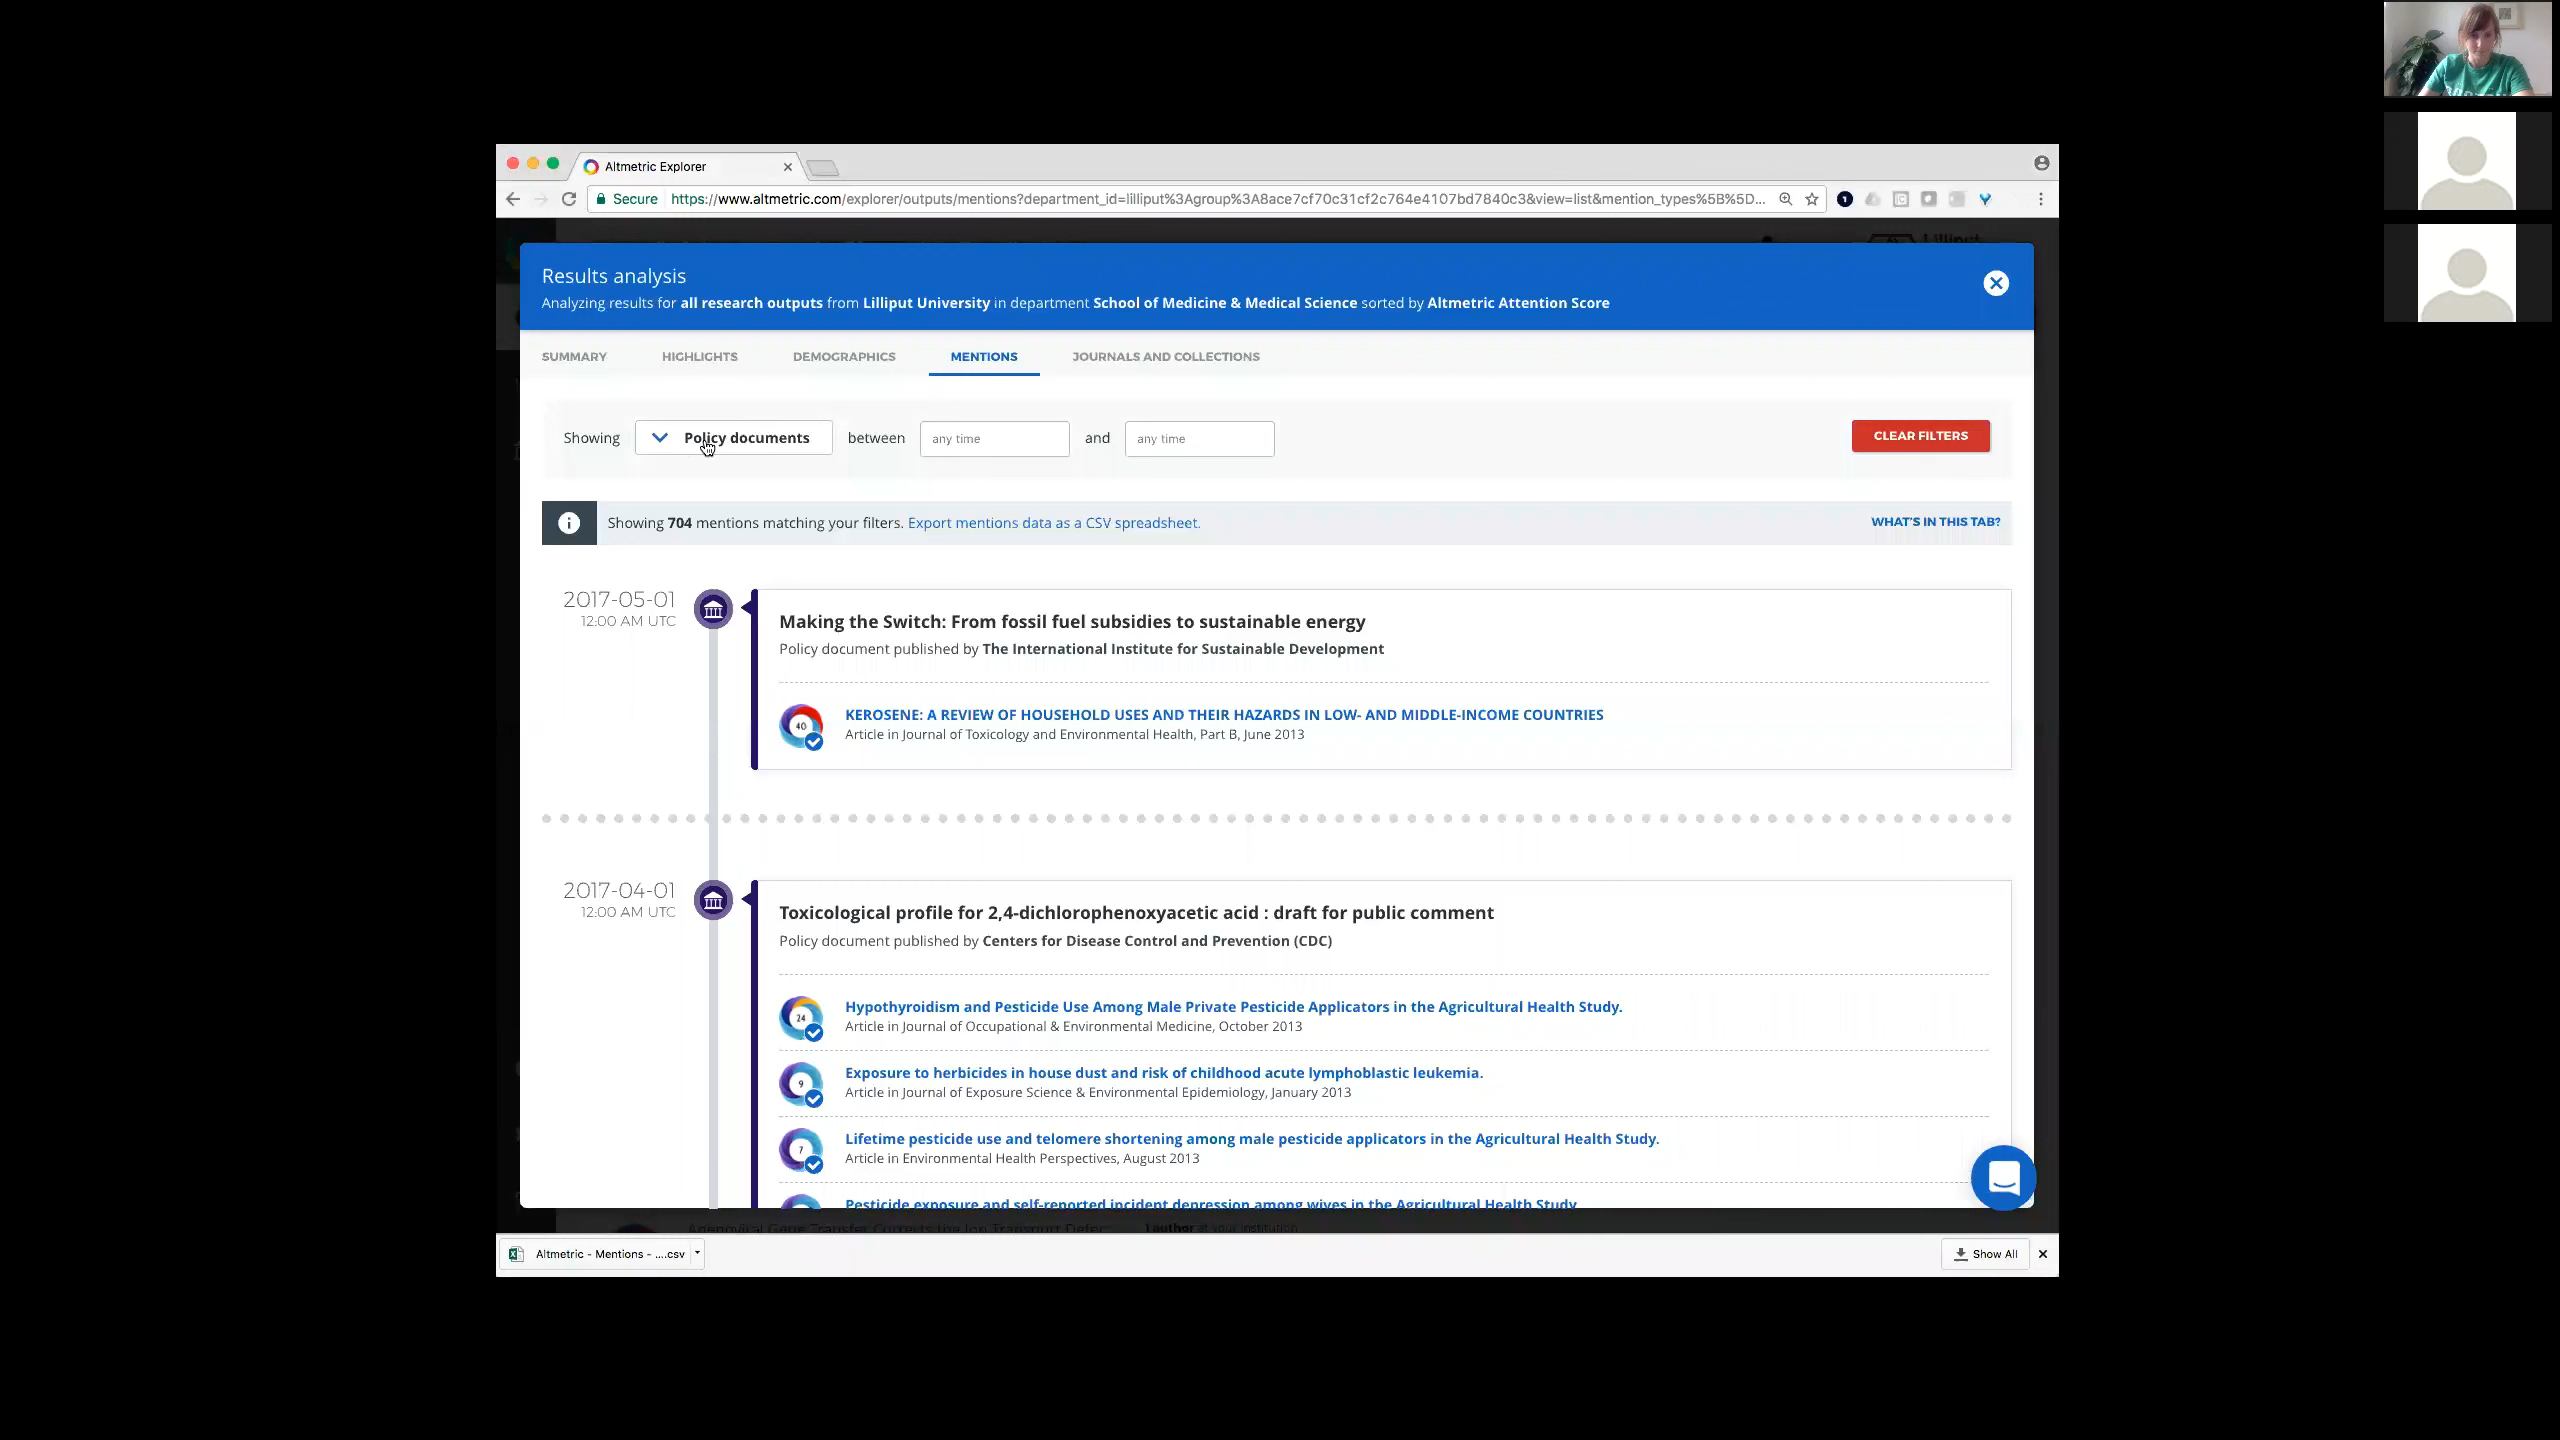 Altmetric Explorer
Secure https://www.altmetric.com/explorer/outputs/mentions?department_id=lilliput%3Agroup%3A8ace7cf70c31cf2c764e4107bd7840c3&view=list&mention_types%5B%5D...
Results analysis
Analyzing results for all research outputs from Lilliput University in department School of Medicine & Medical Science sorted by Altmetric Attention Score
SUMMARY HIGHLIGHTS DEMOGRAPHICS MENTIONS JOURNALS AND COLLECTIONS
Showing Policy documents between any time and any time CLEAR FILTERS
Showing 704 mentions matching your filters. Export mentions data as a CSV spreadsheet. WHAT'S IN THIS TAB?
2017-05-01
12:00 AM UTC
Making the Switch: From fossil fuel subsidies to sustainable energy
Policy document published by The International Institute for Sustainable Development
40
KEROSENE: A REVIEW OF HOUSEHOLD USES AND THEIR HAZARDS IN LOW- AND MIDDLE-INCOME COUNTRIES
Article in Journal of Toxicology and Environmental Health, Part B, June 2013
2017-04-01
12:00 AM UTC
Toxicological profile for 2,4-dichlorophenoxyacetic acid : draft for public comment
Policy document published by Centers for Disease Control and Prevention (CDC)
24
Hypothyroidism and Pesticide Use Among Male Private Pesticide Applicators in the Agricultural Health Study.
Article in Journal of Occupational & Environmental Medicine, October 2013
9
Exposure to herbicides in house dust and risk of childhood acute lymphoblastic leukemia.
Article in Journal of Exposure Science & Environmental Epidemiology, January 2013
7
Lifetime pesticide use and telomere shortening among male pesticide applicators in the Agricultural Health Study.
Article in Environmental Health Perspectives, August 2013
Pesticide exposure and self-reported incident depression among wives in the Agricultural Health Study
Adenoviral Gene Transfer Corrects the Ion Transport Defec... 1 author at your institution
Altmetric - Mentions - ....csv
Show All